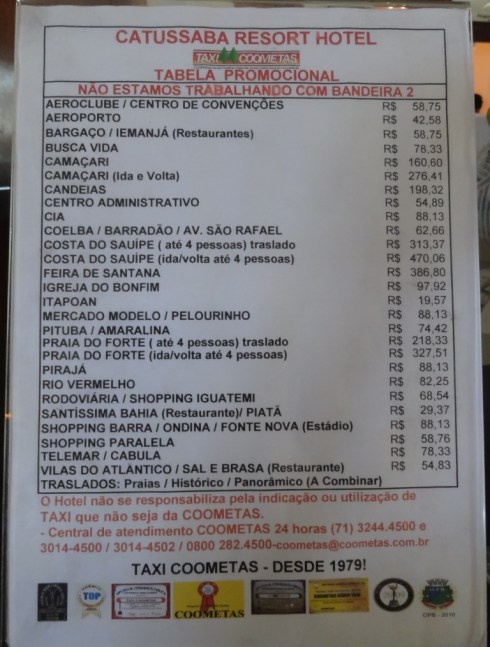 CATUSSABA RESORT HOTEL
TAXI COOMETAS
TABELA PROMOCIONAL
NÃO ESTAMOS TRABALHANDO COM BANDEIRA 2
AEROCLUBE / CENTRO DE CONVENÇÕES R$ 58,75
AEROPORTO R$ 42,58
BARGAÇO / IEMANJÁ (Restaurantes) R$ 58,75
BUSCA VIDA R$ 78,33
CAMAÇARI R$ 160,60
CAMAÇARI (Ida e Volta) R$ 276,41
CANDEIAS R$ 198,32
CENTRO ADMINISTRATIVO R$ 54,89
CIA R$ 88,13
COELBA / BARRADÃO / AV. SÃO RAFAEL R$ 62,66
COSTA DO SAUÍPE ( até 4 pessoas) traslado R$ 313,37
COSTA DO SAUÍPE (ida/volta até 4 pessoas) R$ 470,06
FEIRA DE SANTANA R$ 386,80
IGREJA DO BONFIM R$ 97,92
ITAPOAN R$ 19,57
MERCADO MODELO / PELOURINHO R$ 88,13
PITUBA / AMARALINA R$ 74,42
PRAIA DO FORTE ( até 4 pessoas) traslado R$ 218,33
PRAIA DO FORTE (ida/volta até 4 pessoas) R$ 327,51
PIRAJÁ R$ 88,13
RIO VERMELHO R$ 82,25
RODOVIÁRIA / SHOPPING IGUATEMI R$ 68,54
SANTÍSSIMA BAHIA (Restaurante)/ PIATÃ R$ 29,37
SHOPPING BARRA / ONDINA / FONTE NOVA (Estádio) R$ 88,13
SHOPPING PARALELA R$ 58,76
TELEMAR / CABULA R$ 78,33
VILAS DO ATLÂNTICO / SAL E BRASA (Restaurante) R$ 54,83
TRASLADOS: Praias / Histórico / Panorâmico (A Combinar)
O Hotel não se responsabiliza pela indicação ou utilização de
TAXI que não seja da COOMETAS.
- Central de atendimento COOMETAS 24 horas (71) 3244.4500 e
3014-4500 / 3014-4502 / 0800 282.4500-coometas@coometas.com.br
TAXI COOMETAS - DESDE 1979!
TOP
COOMETAS